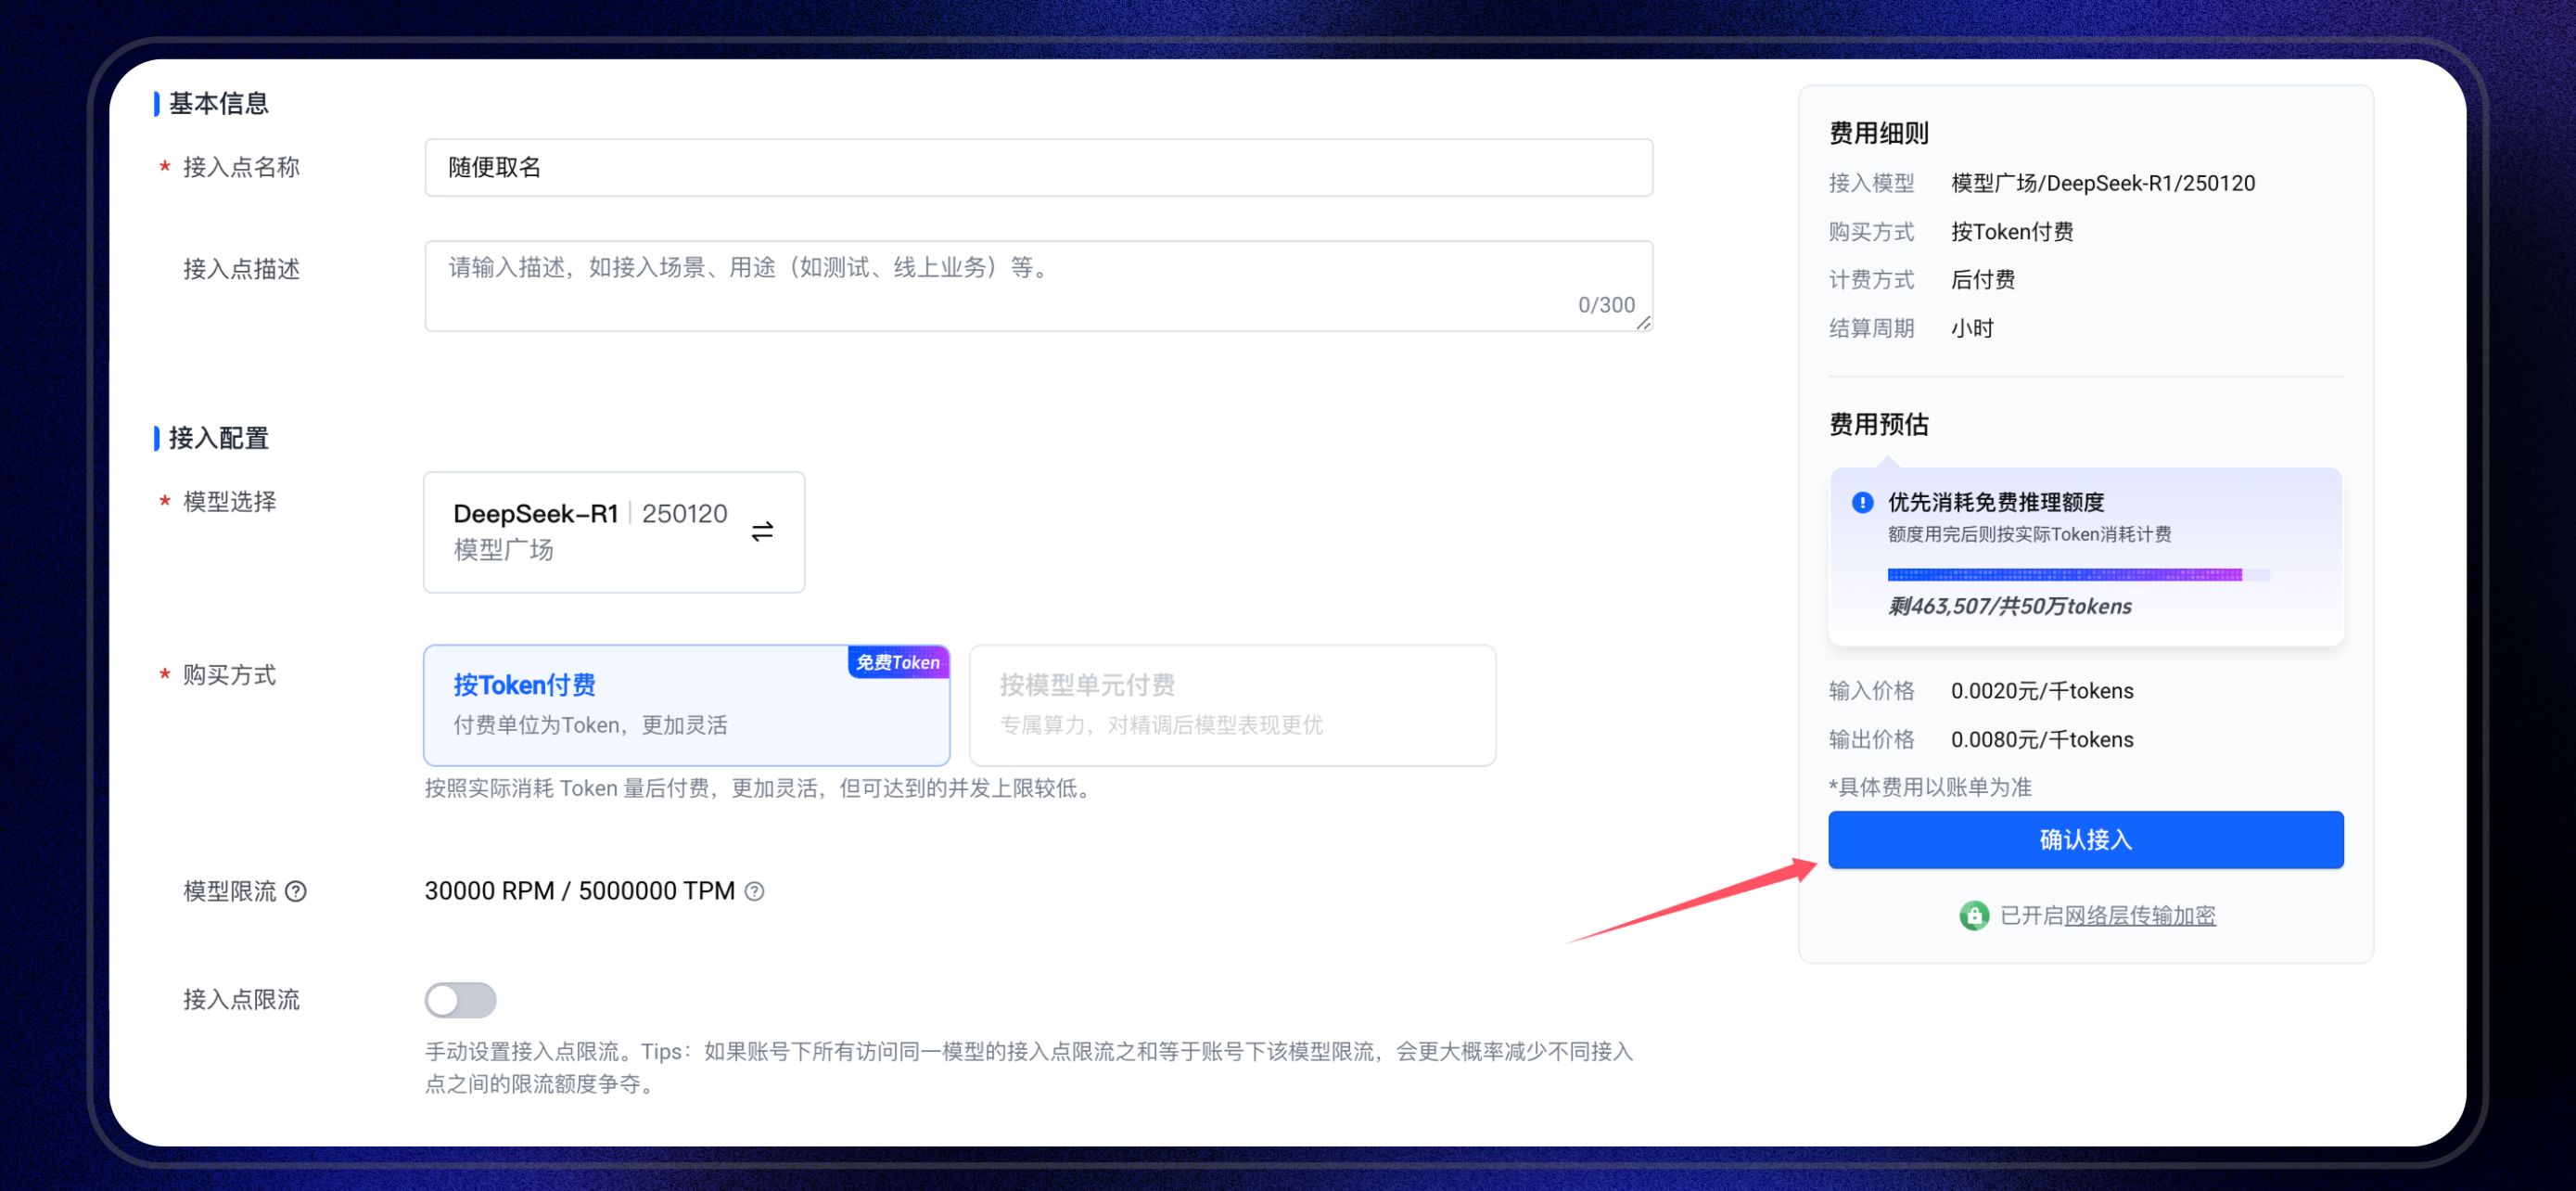 基本信息
* 接入点名称
随便取名
接入点描述
请输入描述，如接入场景、用途（如测试、线上业务）等。
0/300
接入配置
* 模型选择
DeepSeek-R1 250120
模型广场
* 购买方式
按Token付费
免费Token
付费单位为Token，更加灵活
按模型单元付费
专属算力，对精调后模型表现更优
按照实际消耗 Token 量后付费，更加灵活，但可达到的并发上限较低。
模型限流
30000 RPM / 5000000 TPM
接入点限流
手动设置接入点限流。Tips：如果账号下所有访问同一模型的接入点限流之和等于账号下该模型限流，会更大概率减少不同接入
点之间的限流额度争夺。
费用细则
接入模型 模型广场/DeepSeek-R1/250120
购买方式 按Token付费
计费方式 后付费
结算周期 小时
费用预估
优先消耗免费推理额度
额度用完后则按实际Token消耗计费
剩463,507/共50万tokens
输入价格 0.0020元/千tokens
输出价格 0.0080元/千tokens
*具体费用以账单为准
确认接入
已开启网络层传输加密